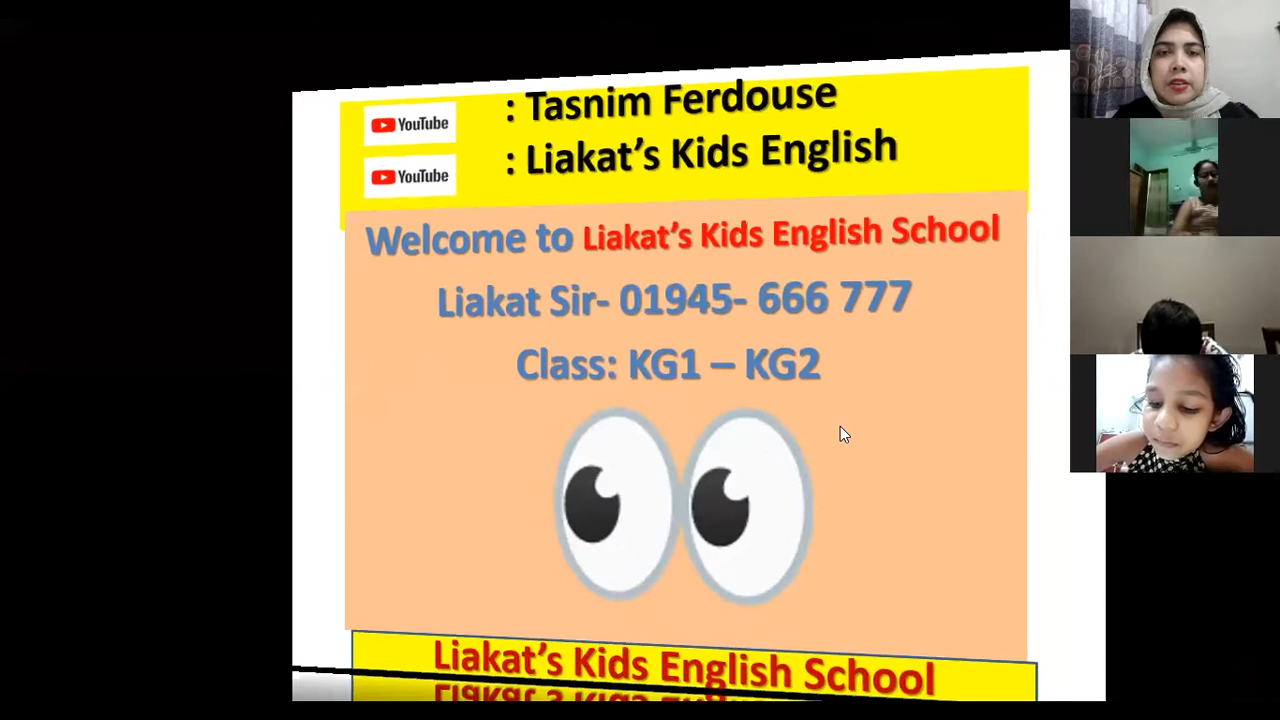 YouTube : Tasnim Ferdouse
YouTube : Liakat’s Kids English
Welcome to Liakat’s Kids English School
Liakat Sir- 01945- 666 777
Class: KG1 – KG2
Liakat’s Kids English School